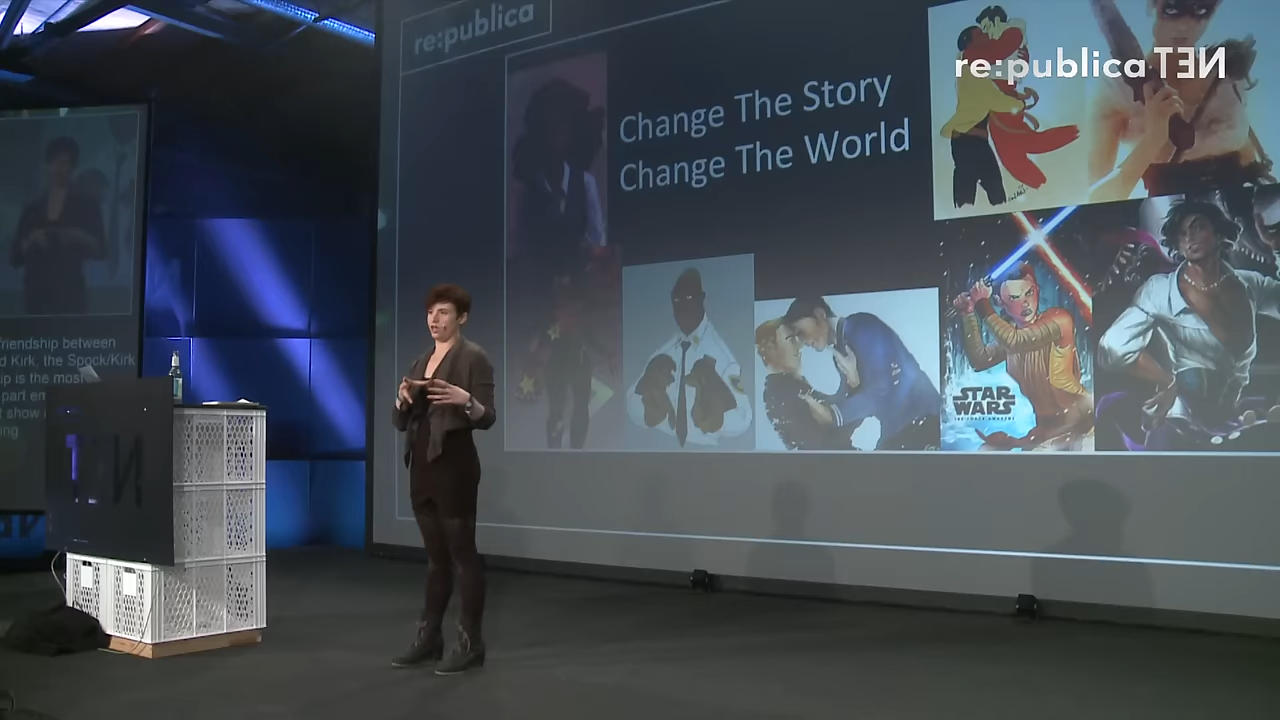 re:publica
re:publica TEN
Change The Story
Change The World
friendship between
d Kirk, the Spock/Kirk
ip is the most
part em
t show
ing
STAR
WARS
TEN